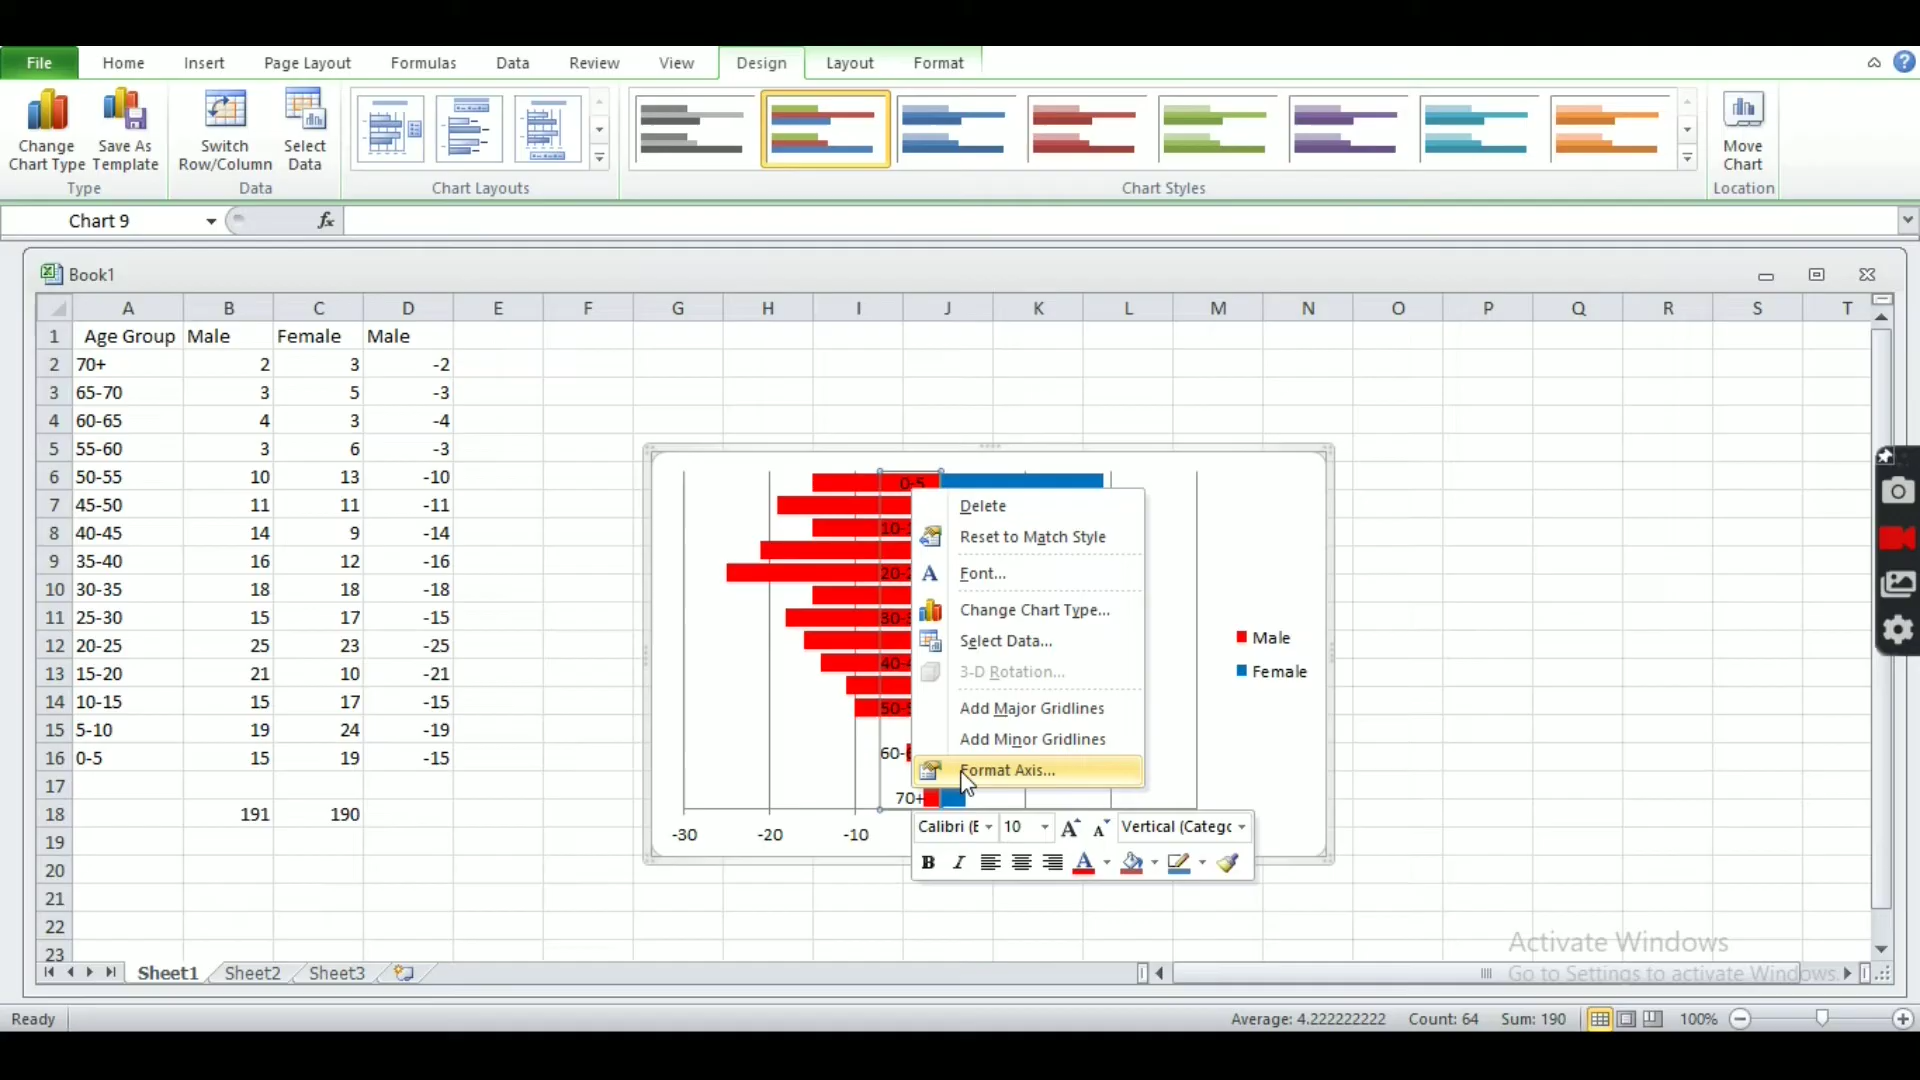 File Home Insert Page Layout Formulas Data Review View Design Layout Format
Change Chart Type Save As Template Switch Row/Column Select Data Move Chart
Type Data Chart Layouts Chart Styles Location
Chart 9 fx
Book1
A B C D E F G H I J K L M N O P Q R S T
1 Age Group Male Female Male
2 70+ 2 3 -2
3 65-70 3 5 -3
4 60-65 4 3 -4
5 55-60 3 6 -3
6 50-55 10 13 -10
7 45-50 11 11 -11
8 40-45 14 9 -14
9 35-40 16 12 -16
10 30-35 18 18 -18
11 25-30 15 17 -15
12 20-25 25 23 -25
13 15-20 21 10 -21
14 10-15 15 17 -15
15 5-10 19 24 -19
16 0-5 15 19 -15
17
18 191 190
19
20
21
22
23
0-5
70+
-30 -20 -10
Male
Female
Delete
Reset to Match Style
Font...
Change Chart Type...
Select Data...
3-D Rotation...
Add Major Gridlines
Add Minor Gridlines
Format Axis...
Calibri (E 10 A A Vertical (Catego
B I A
Activate Windows
Go to Settings to activate Windows.
Sheet1 Sheet2 Sheet3
Ready Average: 4.222222222 Count: 64 Sum: 190 100%